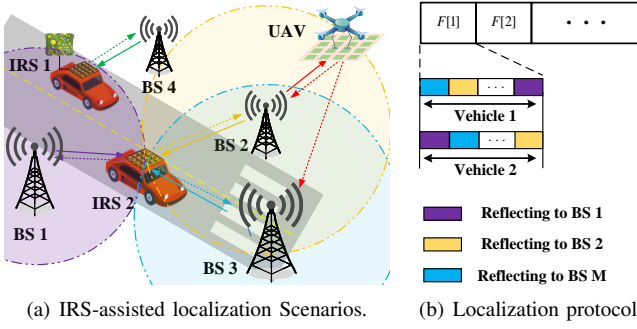 UAV
IRS 1
BS 4
BS 2
BS 1
IRS 2
BS 3
(a) IRS-assisted localization Scenarios.
F[1] F[2] · · ·
· · ·
Vehicle 1
· · ·
Vehicle 2
Reflecting to BS 1
Reflecting to BS 2
Reflecting to BS M
(b) Localization protocol